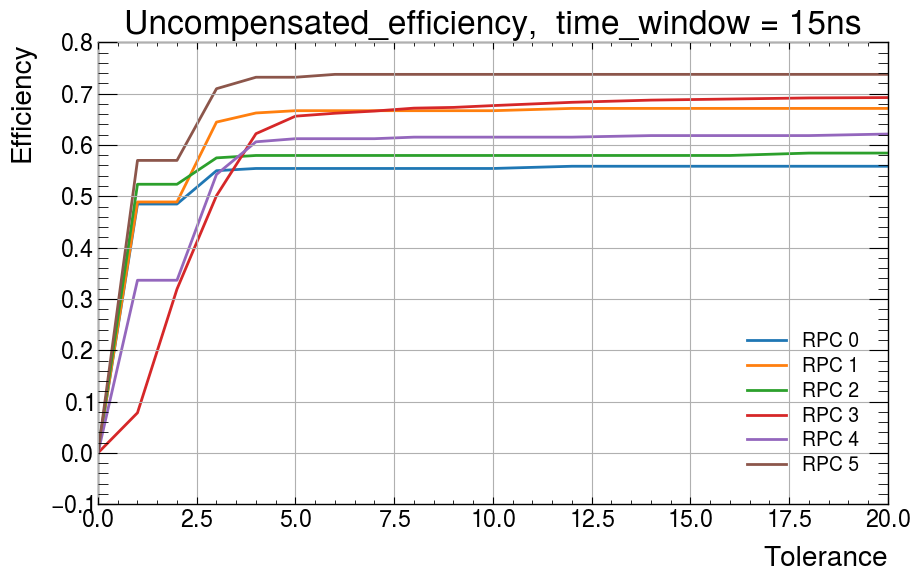 Uncompensated_efficiency, time_window = 15ns
Efficiency
0.8
0.7
0.6
0.5
0.4
0.3
0.2
0.1
0.0
−0.1
RPC 0
RPC 1
RPC 2
RPC 3
RPC 4
RPC 5
0.0 2.5 5.0 7.5 10.0 12.5 15.0 17.5 20.0
Tolerance